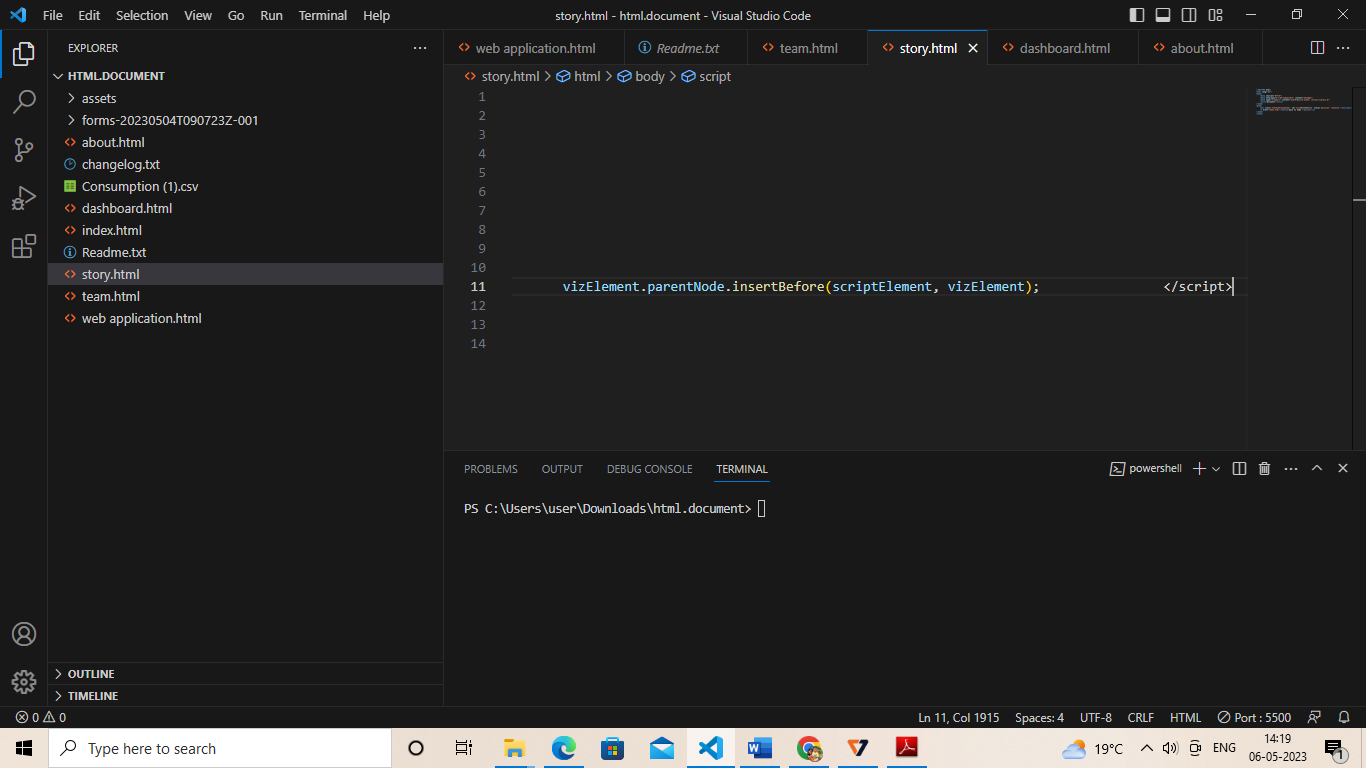 File Edit Selection View Go Run Terminal Help story.html - html.document - Visual Studio Code
EXPLORER
HTML.DOCUMENT
assets
forms-20230504T090723Z-001
about.html
changelog.txt
Consumption (1).csv
dashboard.html
index.html
Readme.txt
story.html
team.html
web application.html
OUTLINE
TIMELINE
web application.html Readme.txt team.html story.html dashboard.html about.html
story.html > html > body > script
1
2
3
4
5
6
7
8
9
10
11 vizElement.parentNode.insertBefore(scriptElement, vizElement); </script>
12
13
14
PROBLEMS OUTPUT DEBUG CONSOLE TERMINAL powershell
PS C:\Users\user\Downloads\html.document>
0 0 Ln 11, Col 1915 Spaces: 4 UTF-8 CRLF HTML Port : 5500
Type here to search 19°C ENG 14:19
06-05-2023 1